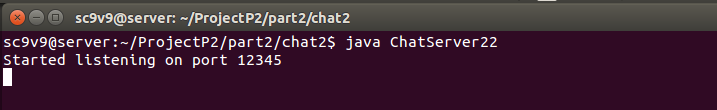 sc9v9@server: ~/ProjectP2/part2/chat2
sc9v9@server:~/ProjectP2/part2/chat2$ java ChatServer22
Started listening on port 12345